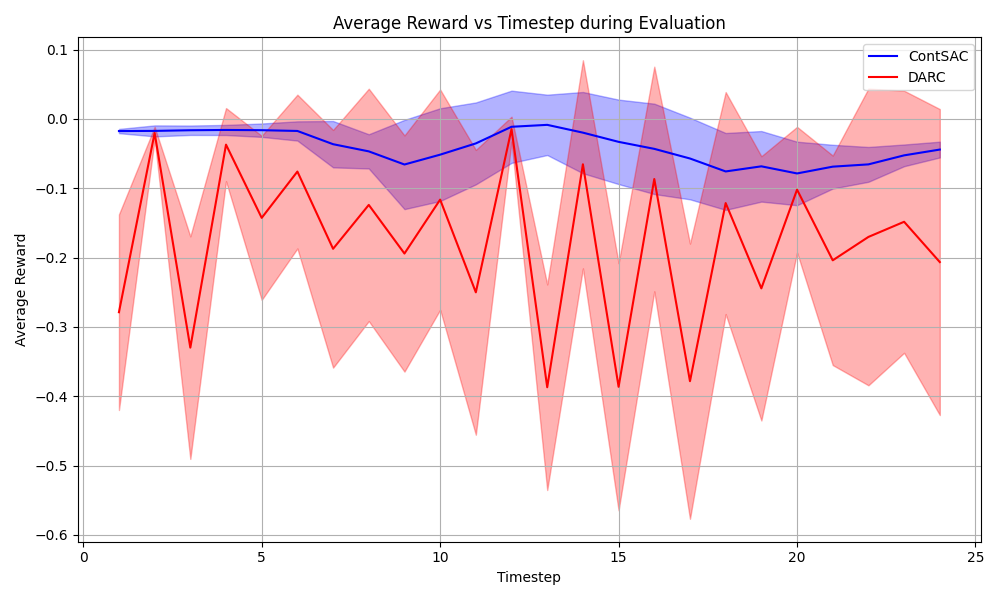 Average Reward vs Timestep during Evaluation
ContSAC
DARC
Average Reward
0.1
0.0
−0.1
−0.2
−0.3
−0.4
−0.5
−0.6
0
5
10
15
20
25
Timestep